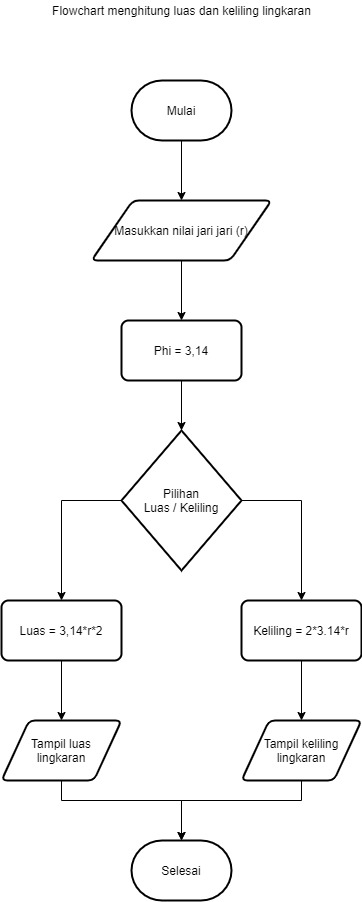 Flowchart menghitung luas dan keliling lingkaran
Mulai
Masukkan nilai jari jari (r)
Phi = 3,14
Pilihan
Luas / Keliling
Luas = 3,14*r*2
Keliling = 2*3.14*r
Tampil luas
lingkaran
Tampil keliling
lingkaran
Selesai